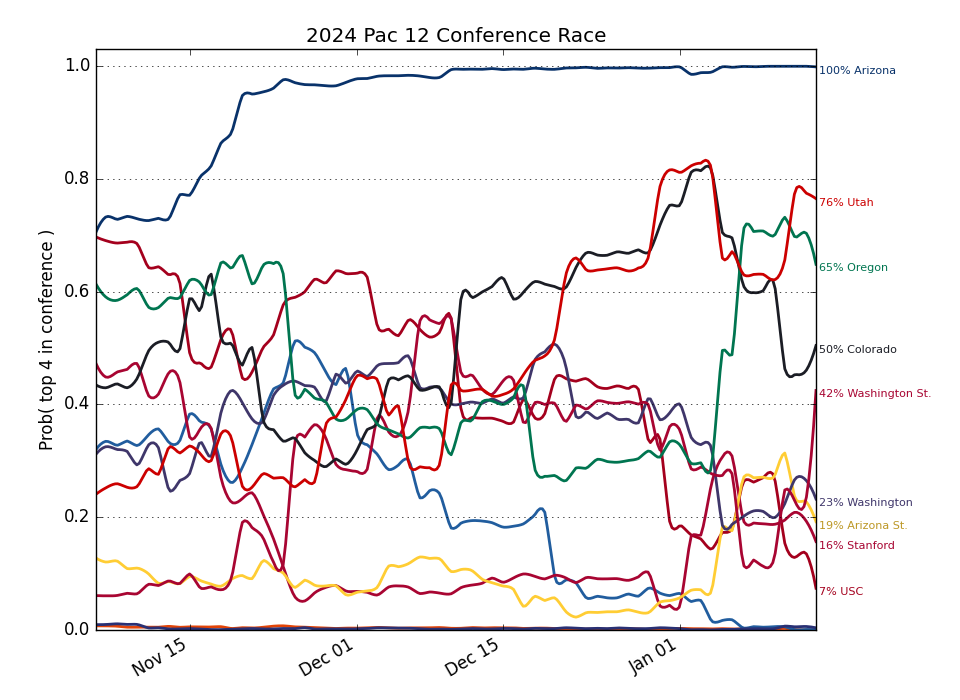 2024 Pac 12 Conference Race
Prob( top 4 in conference )
1.0
0.8
0.6
0.4
0.2
0.0
Nov 15
Dec 01
Dec 15
Jan 01
100% Arizona
76% Utah
65% Oregon
50% Colorado
42% Washington St.
23% Washington
19% Arizona St.
16% Stanford
7% USC